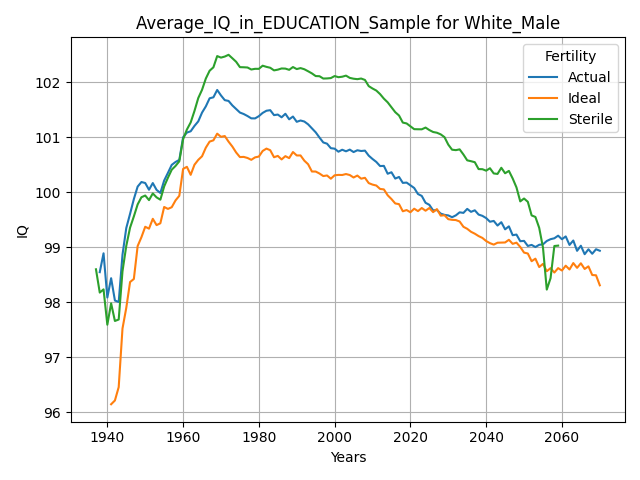 Average_IQ_in_EDUCATION_Sample for White_Male
Fertility
Actual
Ideal
Sterile
IQ
102
101
100
99
98
97
96
1940 1960 1980 2000 2020 2040 2060
Years